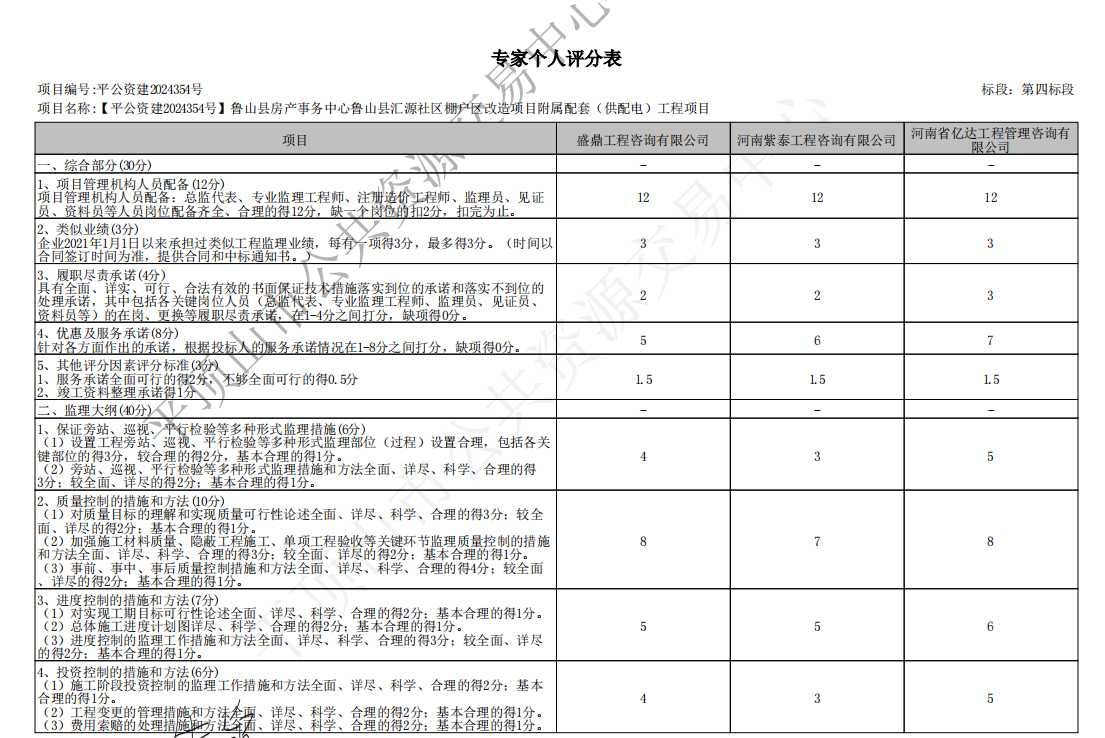 专家个人评分表
项目编号:平公资建2024354号
标段：第四标段
项目名称:【平公资建2024354号】鲁山县房产事务中心鲁山县汇源社区棚户区改造项目附属配套（供配电）工程项目
项目
盛鼎工程咨询有限公司
河南紫泰工程咨询有限公司
河南省亿达工程管理咨询有
限公司
一、综合部分(30分)
—
—
—
1、项目管理机构人员配备(12分)
项目管理机构人员配备：总监代表、专业监理工程师、注册造价工程师、监理员、见证
员、资料员等人员岗位配备齐全、合理的得12分，缺一个岗位的扣2分，扣完为止。
12
12
12
2、类似业绩(3分)
企业2021年1月1日以来承担过类似工程监理业绩，每有一项得3分，最多得3分。（时间以
合同签订时间为准，提供合同和中标通知书。）
3
3
3
3、履职尽责承诺(4分)
具有全面、详实、可行、合法有效的书面保证技术措施落实到位的承诺和落实不到位的
处理承诺，其中包括各关键岗位人员（总监代表、专业监理工程师、监理员、见证员、
资料员等）的在岗、更换等履职尽责承诺，在1-4分之间打分，缺项得0分。
2
2
3
4、优惠及服务承诺(8分)
针对各方面作出的承诺，根据投标人的服务承诺情况在1-8分之间打分，缺项得0分。
5
6
7
5、其他评分因素评分标准(3分)
1、服务承诺全面可行的得2分，不够全面可行的得0.5分
2、竣工资料整理承诺得1分
1.5
1.5
1.5
二、监理大纲(40分)
—
—
—
1、保证旁站、巡视、平行检验等多种形式监理措施(6分)
（1）设置工程旁站、巡视、平行检验等多种形式监理部位（过程）设置合理，包括各关
键部位的得3分，较合理的得2分，基本合理的得1分。
（2）旁站、巡视、平行检验等多种形式监理措施和方法全面、详尽、科学、合理的得
3分；较全面、详尽的得2分；基本合理的得1分。
4
3
5
2、质量控制的措施和方法(10分)
（1）对质量目标的理解和实现质量可行性论述全面、详尽、科学、合理的得3分；较全
面、详尽的得2分；基本合理的得1分。
（2）加强施工材料质量、隐蔽工程施工、单项工程验收等关键环节监理质量控制的措施
和方法全面、详尽、科学、合理的得3分；较全面、详尽的得2分；基本合理的得1分。
（3）事前、事中、事后质量控制措施和方法全面、详尽、科学、合理的得4分；较全面
、详尽的得2分；基本合理的得1分。
8
7
8
3、进度控制的措施和方法(7分)
（1）对实现工期目标可行性论述全面、详尽、科学、合理的得2分；基本合理的得1分。
（2）总体施工进度计划图详尽、合理的得2分；基本合理的得1分。
（3）进度控制的监理工作措施和方法全面、详尽、科学、合理的得3分；较全面、详尽
的得2分；基本合理的得1分。
5
5
6
4、投资控制的措施和方法(6分)
（1）施工阶段投资控制的监理工作措施和方法全面、详尽、科学、合理的得2分；基本
合理的得1分。
（2）工程变更的管理措施和方法全面、详尽、科学、合理的得2分；基本合理的得1分。
（3）费用索赔的处理措施和方法全面、详尽、科学、合理的得2分；基本合理的得1分。
4
3
5
平顶山市公共资源交易中心
平顶山市公共资源交易中心